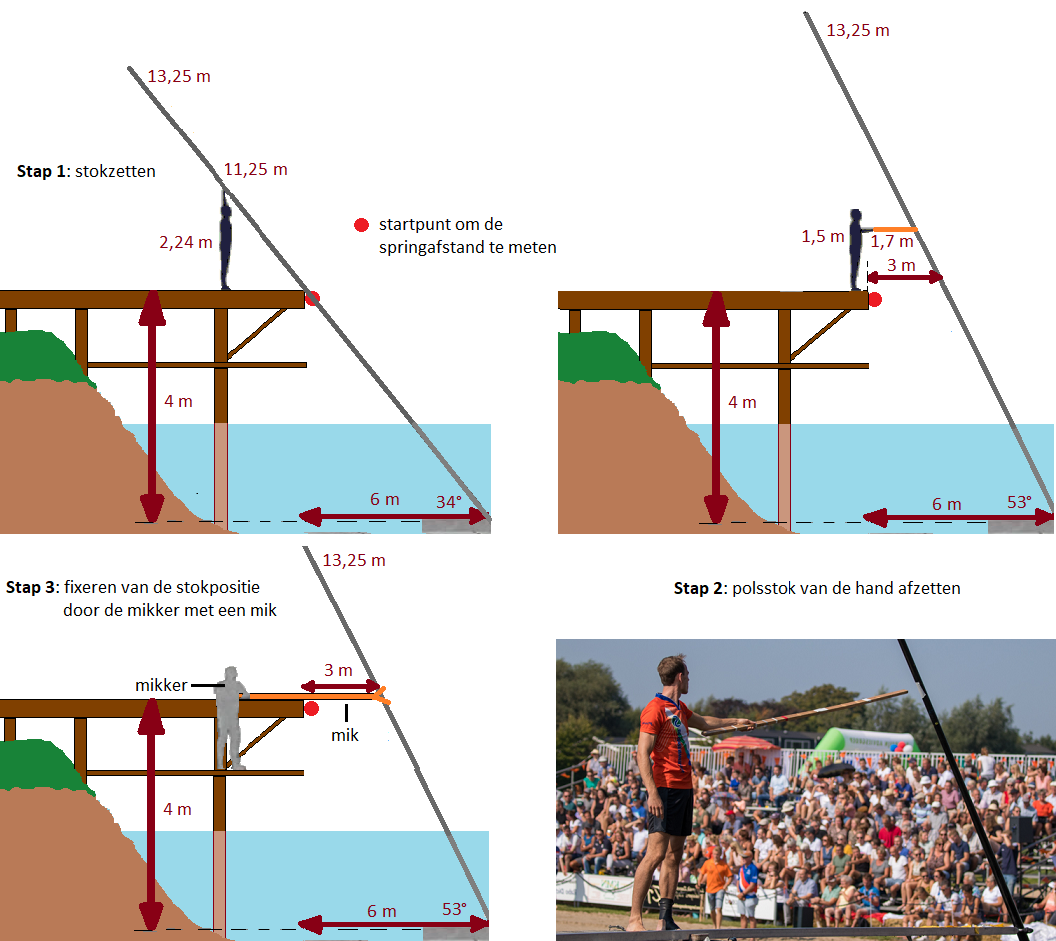 13,25 m
Stap 1: stokzetten
11,25 m
2,24 m
startpunt om de
springafstand te meten
4 m
6 m
34°
13,25 m
1,5 m
1,7 m
3 m
4 m
6 m
53°
Stap 3: fixeren van de stokpositie
door de mikker met een mik
13,25 m
mikker
3 m
mik
4 m
6 m
53°
Stap 2: polsstok van de hand afzetten